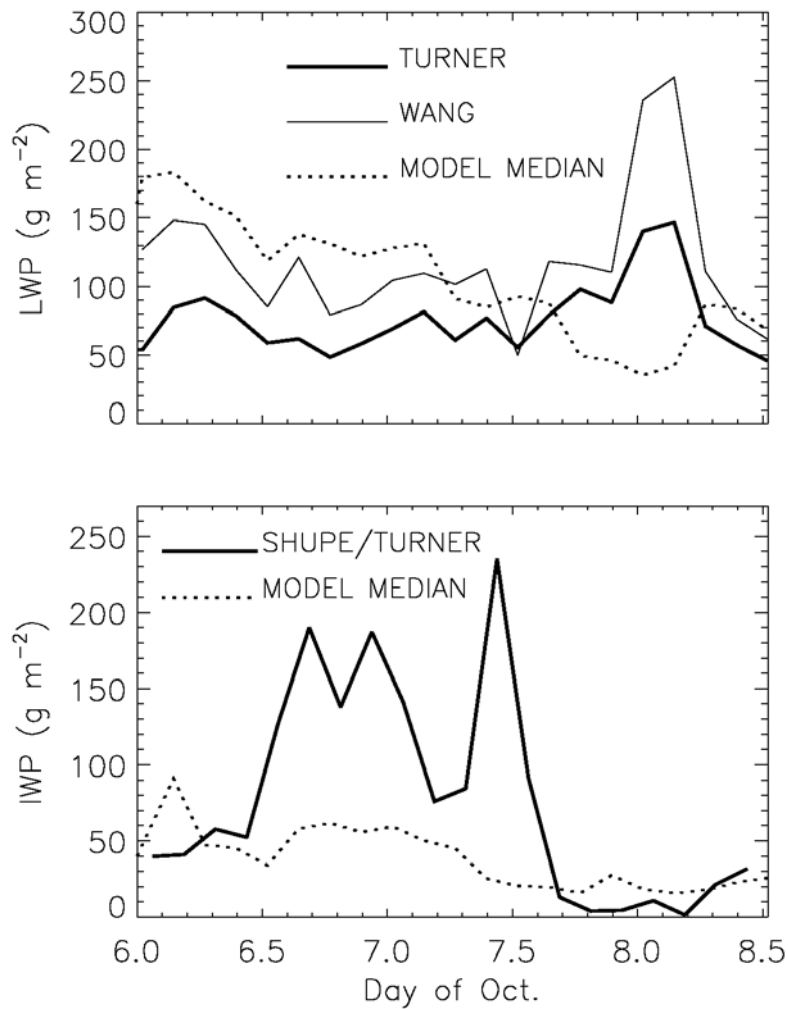 300
250
200
150
100
50
0
LWP (g m⁻²)
TURNER
WANG
MODEL MEDIAN
250
200
150
100
50
0
IWP (g m⁻²)
SHUPE/TURNER
MODEL MEDIAN
6.0 6.5 7.0 7.5 8.0 8.5
Day of Oct.